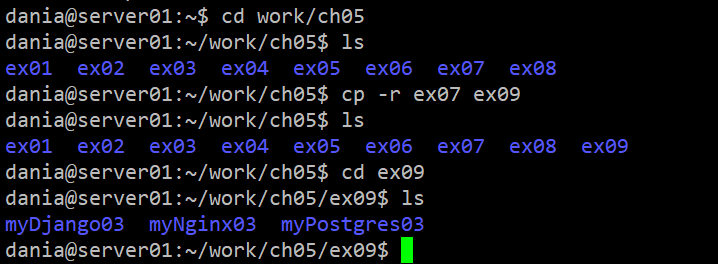 dania@server01:~$ cd work/ch05
dania@server01:~/work/ch05$ ls
ex01  ex02  ex03  ex04  ex05  ex06  ex07  ex08
dania@server01:~/work/ch05$ cp -r ex07 ex09
dania@server01:~/work/ch05$ ls
ex01  ex02  ex03  ex04  ex05  ex06  ex07  ex08  ex09
dania@server01:~/work/ch05$ cd ex09
dania@server01:~/work/ch05/ex09$ ls
myDjango03  myNginx03  myPostgres03
dania@server01:~/work/ch05/ex09$